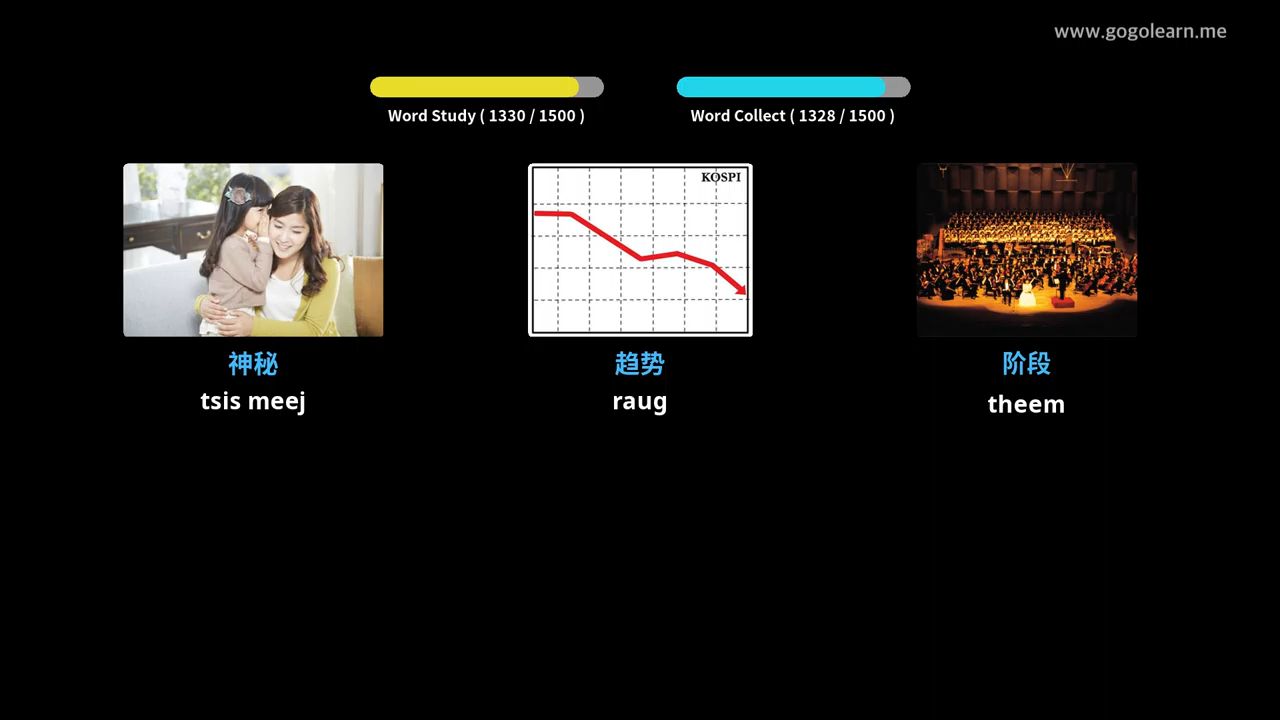 www.gogolearn.me
Word Study ( 1330 / 1500 )
Word Collect ( 1328 / 1500 )
KOSPI
神秘
趋势
阶段
tsis meej
raug
theem